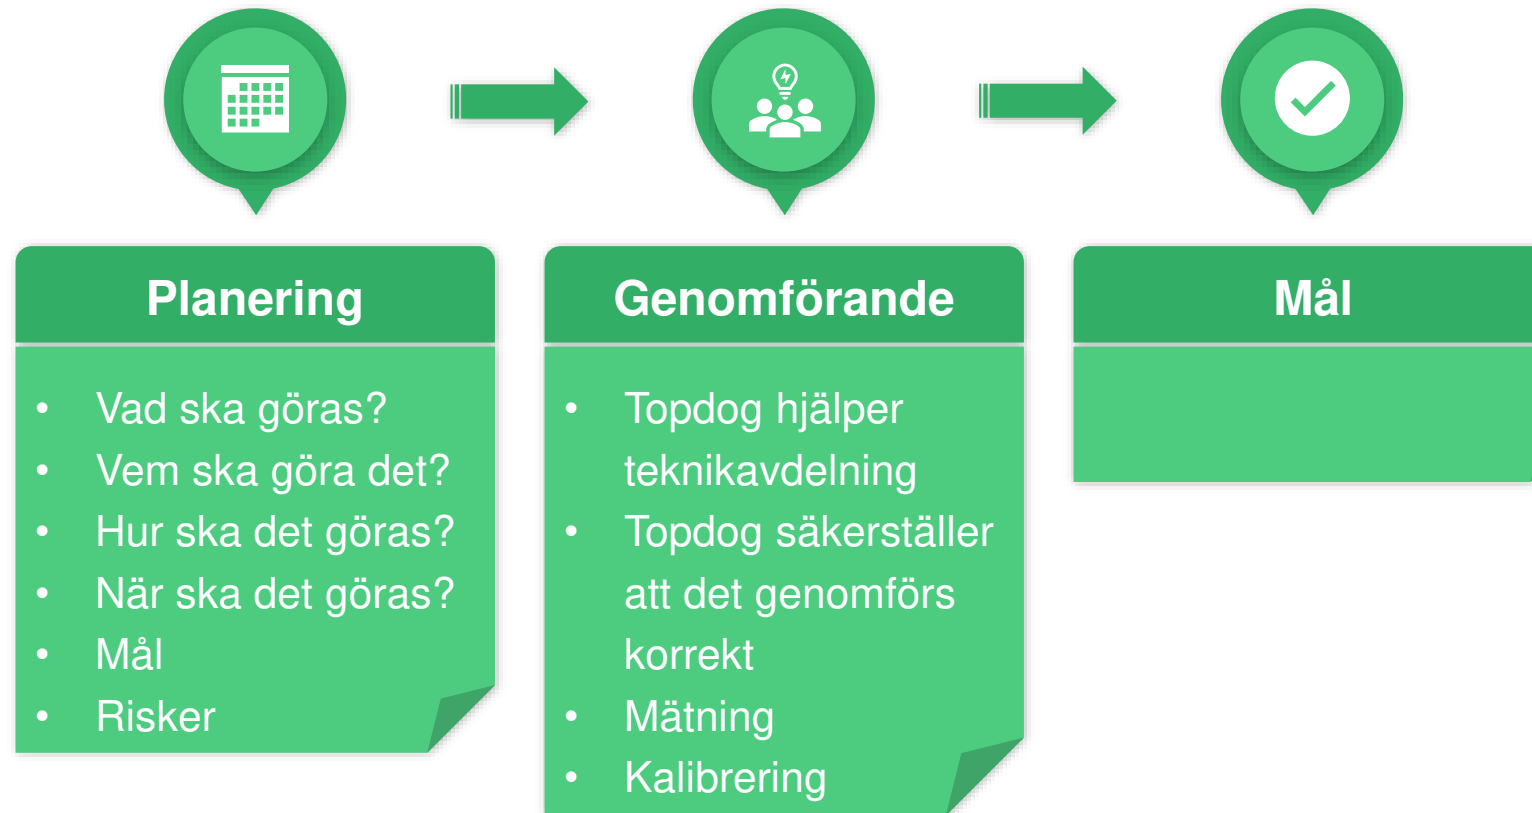 Planering
• Vad ska göras?
• Vem ska göra det?
• Hur ska det göras?
• När ska det göras?
• Mål
• Risker
Genomförande
• Topdog hjälper
teknikavdelning
• Topdog säkerställer
att det genomförs
korrekt
• Mätning
• Kalibrering
Mål